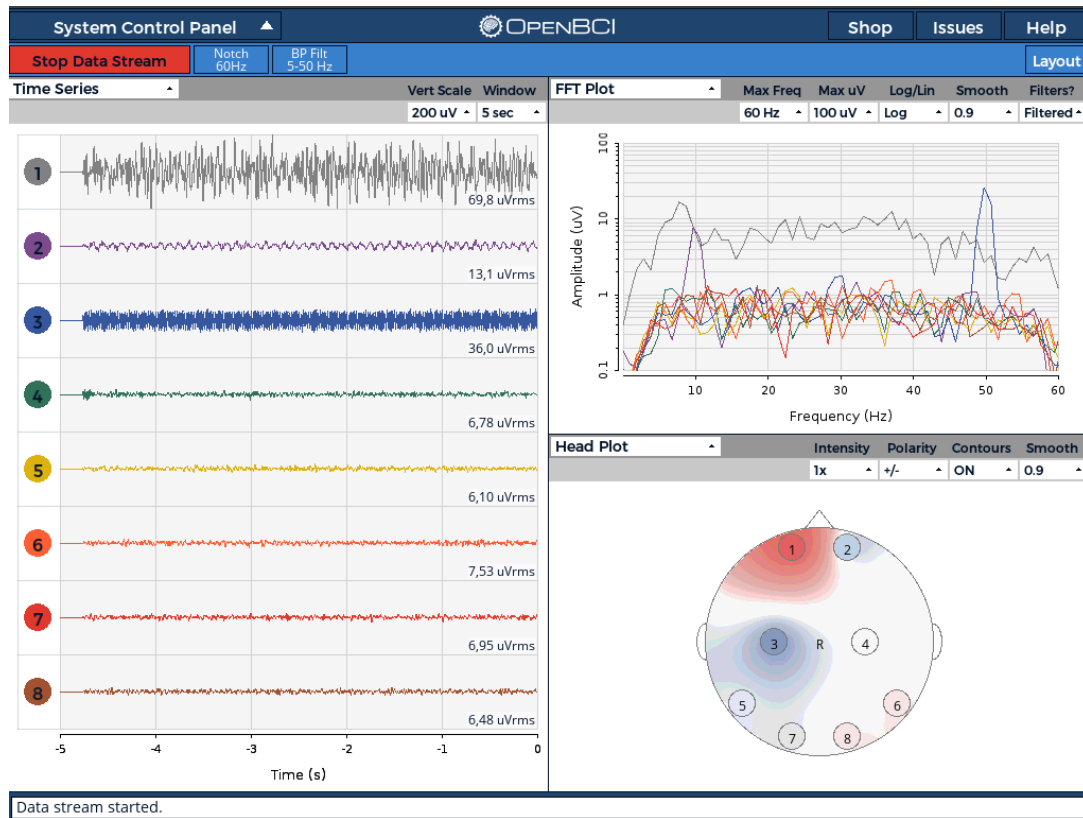 System Control Panel
OPENBCI
Shop
Issues
Help
Stop Data Stream
Notch
60Hz
BP Filt
5-50 Hz
Layout
Time Series
Vert Scale
Window
200 uV
5 sec
1
69,8 uVrms
2
13,1 uVrms
3
36,0 uVrms
4
6,78 uVrms
5
6,10 uVrms
6
7,53 uVrms
7
6,95 uVrms
8
6,48 uVrms
-5 -4 -3 -2 -1 0
Time (s)
FFT Plot
Max Freq
Max uV
Log/Lin
Smooth
Filters?
60 Hz
100 uV
Log
0.9
Filtered
100
10
1
0.1
Amplitude (uV)
10 20 30 40 50 60
Frequency (Hz)
Head Plot
Intensity
Polarity
Contours
Smooth
1x
+/-
ON
0.9
1
2
3
R
4
5
6
7
8
Data stream started.